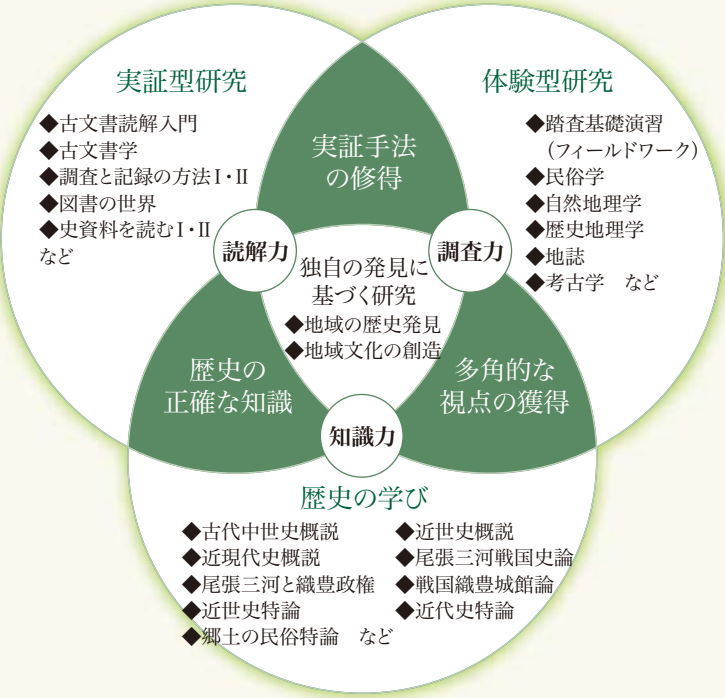 実証型研究
◆古文書読解入門
◆古文書学
◆調査と記録の方法Ⅰ・Ⅱ
◆図書の世界
◆史資料を読むⅠ・Ⅱ
など
体験型研究
◆踏査基礎演習
(フィールドワーク)
◆民俗学
◆自然地理学
◆歴史地理学
◆地誌
◆考古学　など
実証手法
の修得
読解力
調査力
独自の発見に
基づく研究
◆地域の歴史発見
◆地域文化の創造
歴史の
正確な知識
多角的な
視点の獲得
知識力
歴史の学び
◆古代中世史概説
◆近現代史概説
◆尾張三河と織豊政権
◆近世史特論
◆郷土の民俗特論　など
◆近世史概説
◆尾張三河戦国史論
◆戦国織豊城館論
◆近代史特論